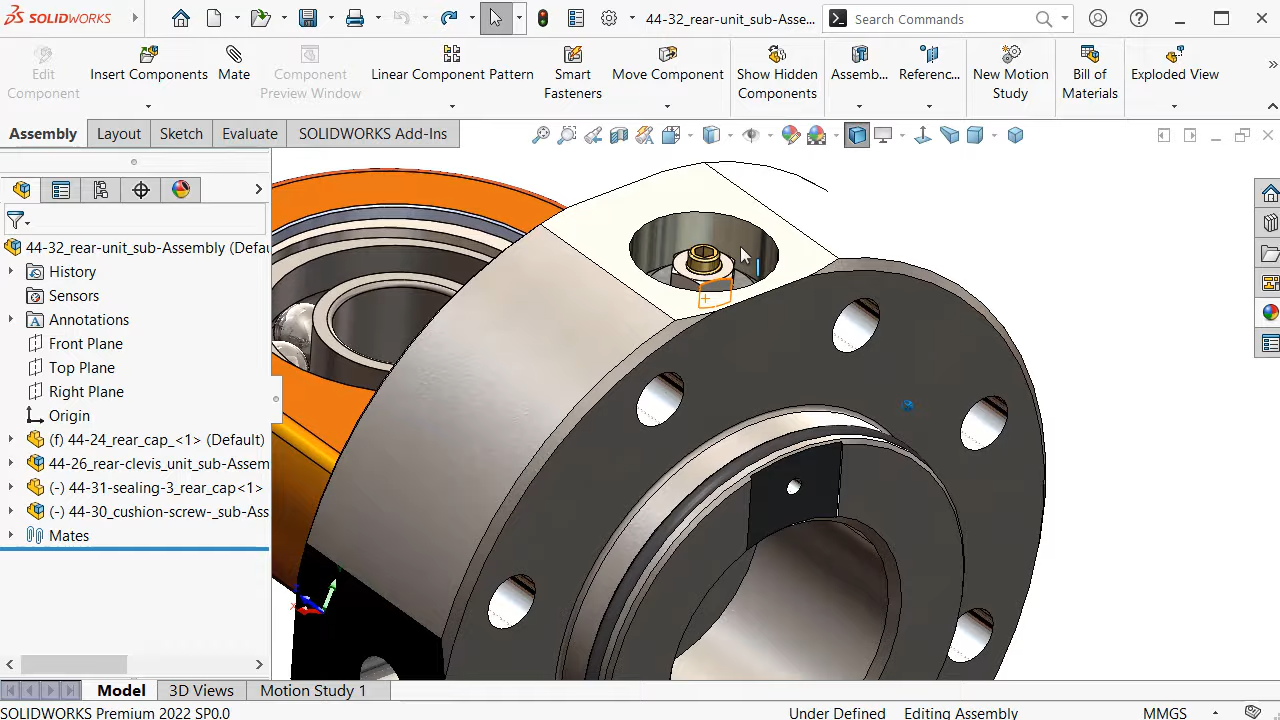 SOLIDWORKS
44-32_rear-unit_sub-Asse...
Search Commands
Edit
Component
Insert Components
Mate
Component
Preview Window
Linear Component Pattern
Smart
Fasteners
Move Component
Show Hidden
Components
Assemb...
Referenc...
New Motion
Study
Bill of
Materials
Exploded View
Assembly
Layout
Sketch
Evaluate
SOLIDWORKS Add-Ins
44-32_rear-unit_sub-Assembly (Defau
History
Sensors
Annotations
Front Plane
Top Plane
Right Plane
Origin
(f) 44-24_rear_cap_<1> (Default)
44-26_rear-clevis_unit_sub-Assem
(-) 44-31-sealing-3_rear_cap<1>
(-) 44-30_cushion-screw-_sub-Ass
Mates
Model
3D Views
Motion Study 1
SOLIDWORKS Premium 2022 SP0.0
Under Defined
Editing Assembly
MMGS